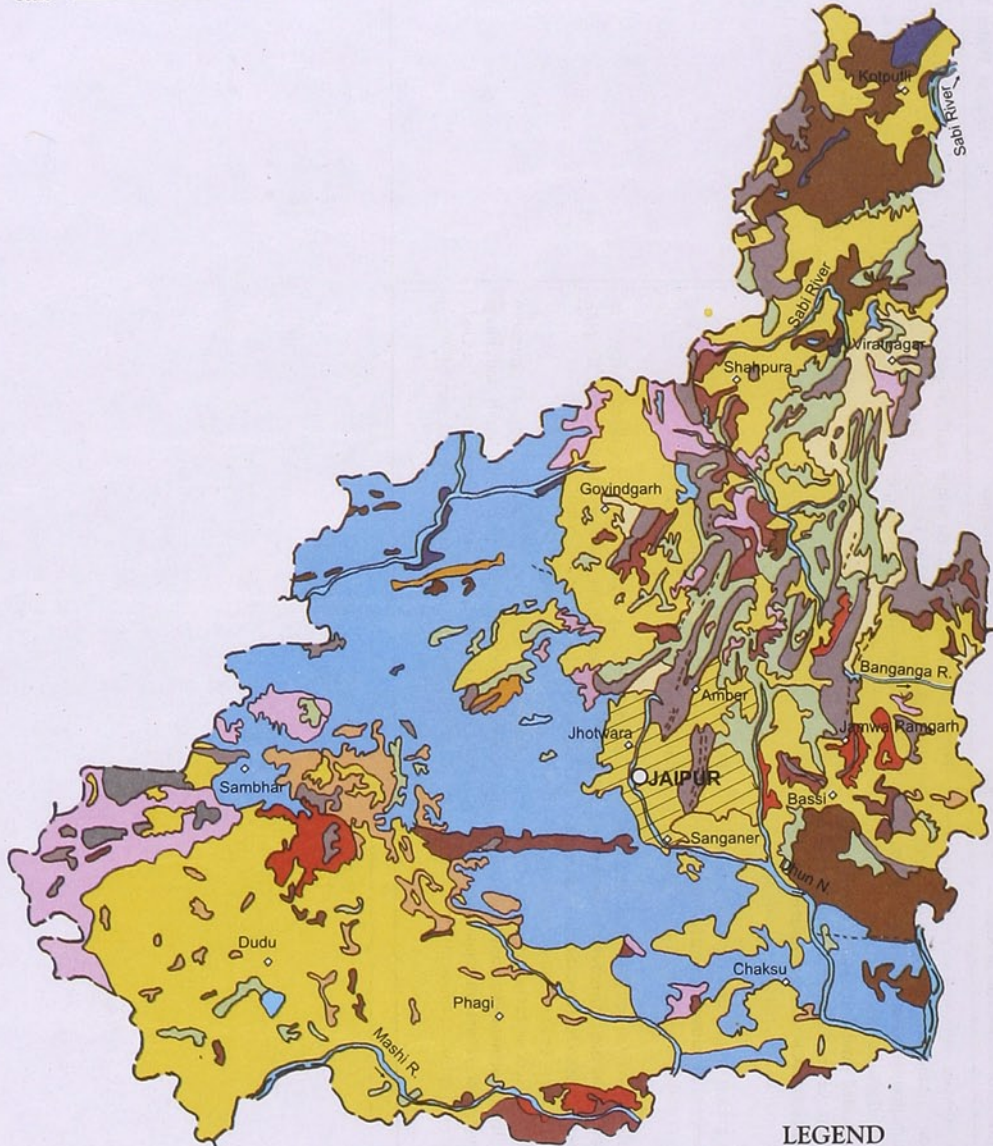 Kotputli
Sabi River
Sabi River
Viratnagar
Shahpura
Govindgarh
Banganga R.
Amber
Jhotwara
Jamwa Ramgarh
JAIPUR
Sambhar
Bassi
Sanganer
Dhun N.
Dudu
Chaksu
Phagi
Mashi R.
LEGEND